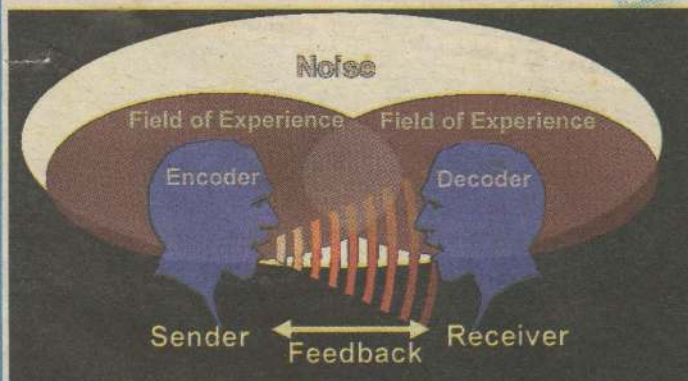 Noise
Field of Experience Field of Experience
Encoder Decoder
Sender Receiver
Feedback